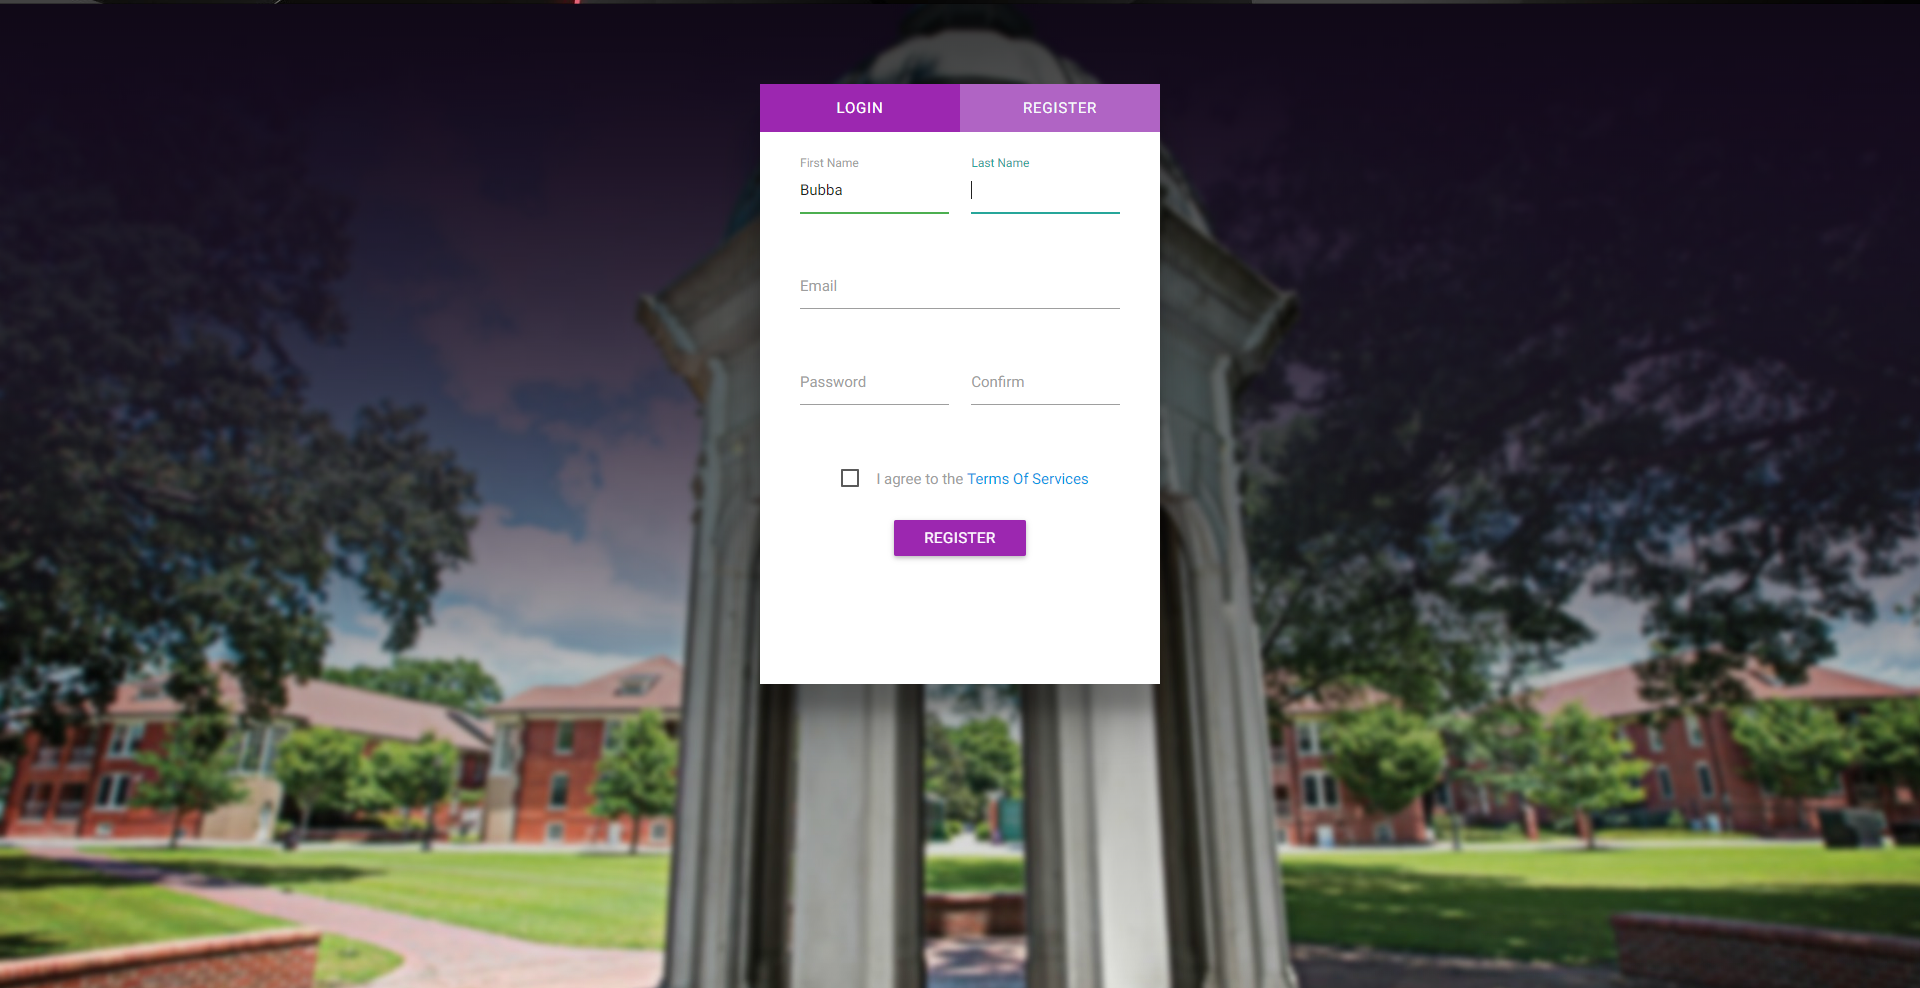 LOGIN REGISTER
First Name Last Name
Bubba
Email
Password Confirm
I agree to the Terms Of Services
REGISTER